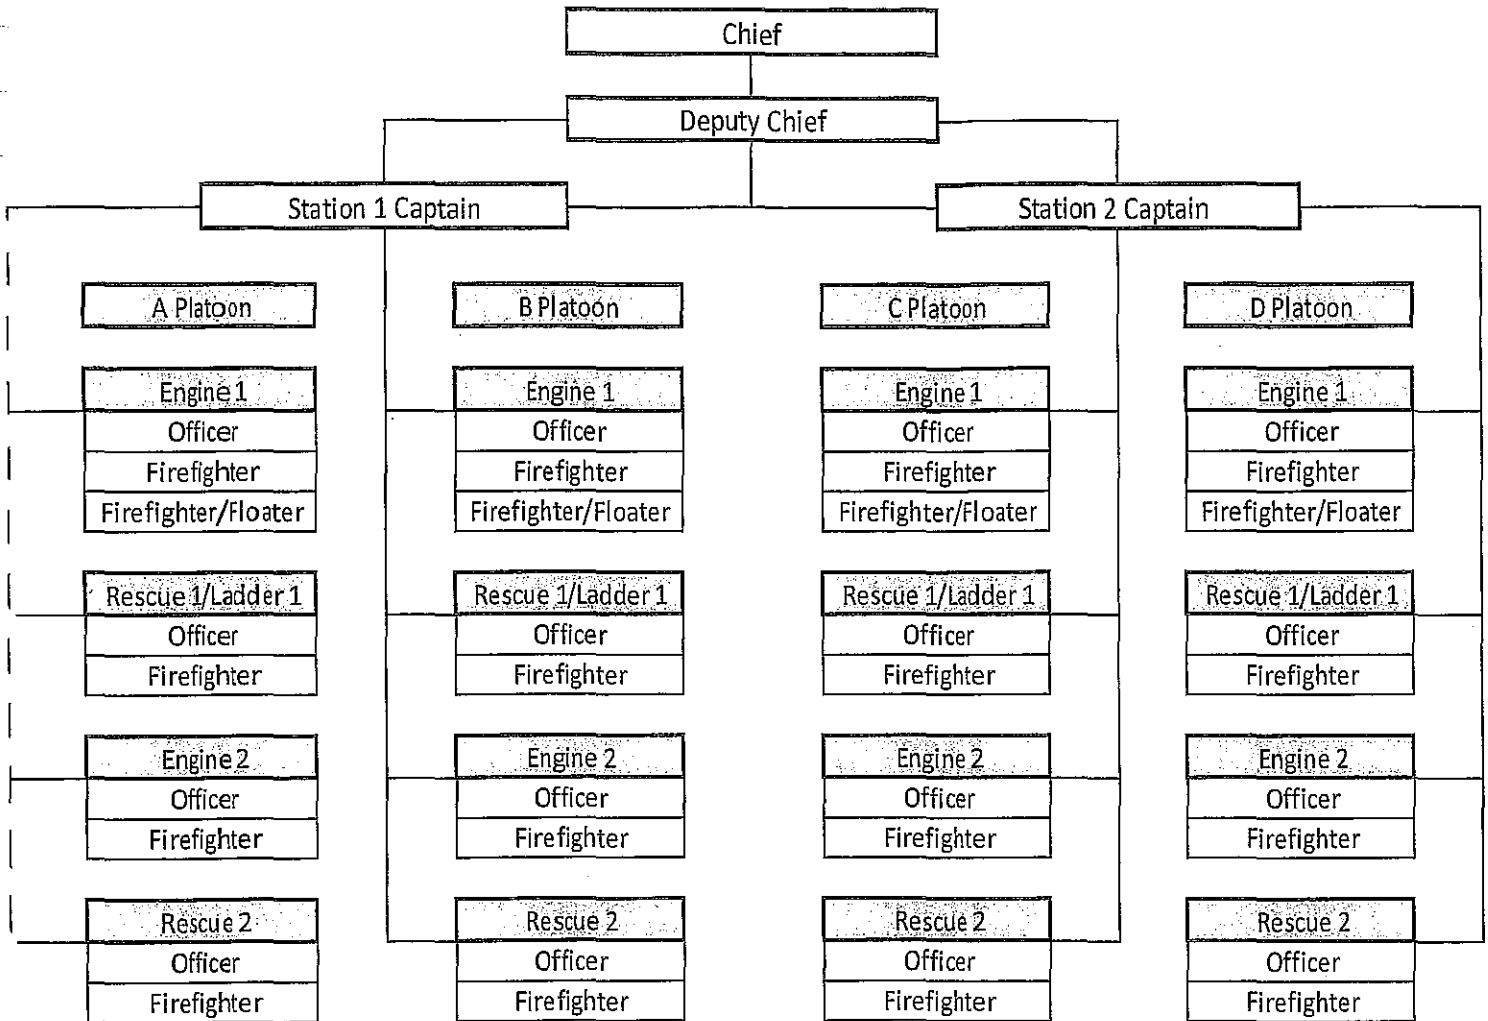 Chief
Deputy Chief
Station 1 Captain
Station 2 Captain
A Platoon
Engine 1
Officer
Firefighter
Firefighter/Floater
Rescue 1/Ladder 1
Officer
Firefighter
Engine 2
Officer
Firefighter
Rescue 2
Officer
Firefighter
B Platoon
Engine 1
Officer
Firefighter
Firefighter/Floater
Rescue 1/Ladder 1
Officer
Firefighter
Engine 2
Officer
Firefighter
Rescue 2
Officer
Firefighter
C Platoon
Engine 1
Officer
Firefighter
Firefighter/Floater
Rescue 1/Ladder 1
Officer
Firefighter
Engine 2
Officer
Firefighter
Rescue 2
Officer
Firefighter
D Platoon
Engine 1
Officer
Firefighter
Firefighter/Floater
Rescue 1/Ladder 1
Officer
Firefighter
Engine 2
Officer
Firefighter
Rescue 2
Officer
Firefighter